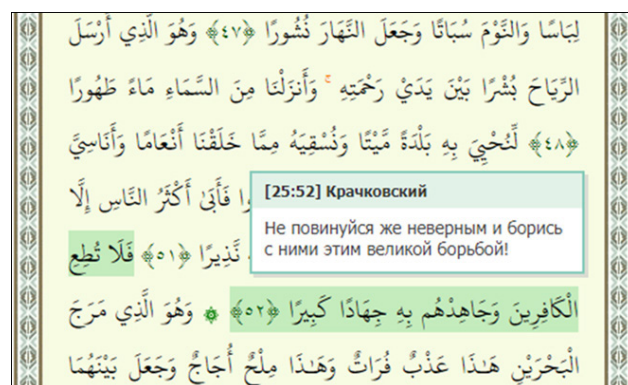 لِبَاسًا وَالنَّوْمَ سُبَاتًا وَجَعَلَ النَّهَارَ نُشُورًا ﴿٤٧﴾ وَهُوَ الَّذِي أَرْسَلَ
الرِّيَاحَ بُشْرًا بَيْنَ يَدَيْ رَحْمَتِهِ ۚ وَأَنزَلْنَا مِنَ السَّمَاءِ مَاءً طَهُورًا
﴿٤٨﴾ لِّنُحْيِيَ بِهِ بَلْدَةً مَّيْتًا وَنُسْقِيَهُ مِمَّا خَلَقْنَا أَنْعَامًا وَأَنَاسِيَّ
فَأَبَىٰ أَكْثَرُ النَّاسِ إِلَّا
[25:52] Крачковский
Не повинуйся же неверным и борись
с ними этим великой борьбой!
نَّذِيرًا ﴿٥١﴾ فَلَا تُطِعِ
الْكَافِرِينَ وَجَاهِدْهُم بِهِ جِهَادًا كَبِيرًا ﴿٥٢﴾ ۞ وَهُوَ الَّذِي مَرَجَ
الْبَحْرَيْنِ هَـٰذَا عَذْبٌ فُرَاتٌ وَهَـٰذَا مِلْحٌ أُجَاجٌ وَجَعَلَ بَيْنَهُمَا